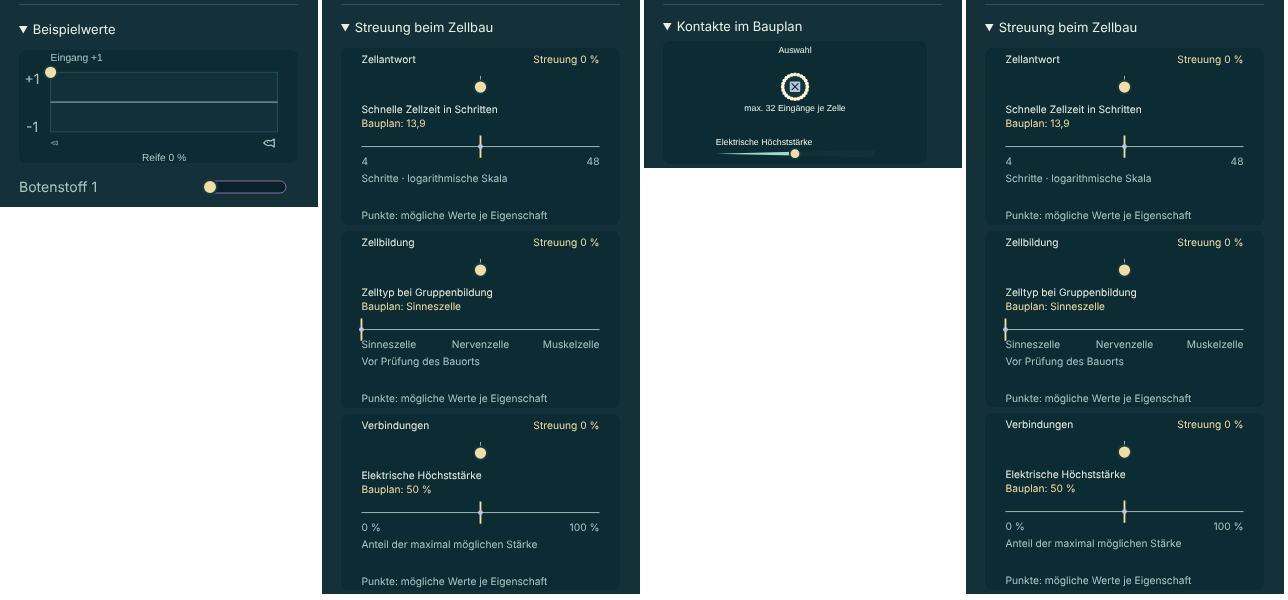 ▼ Beispielwerte
Eingang +1
+1
-1
Reife 0 %
Botenstoff 1
▼ Streuung beim Zellbau
Zellantwort Streuung 0 %
Schnelle Zellzeit in Schritten
Bauplan: 13,9
4 48
Schritte · logarithmische Skala
Punkte: mögliche Werte je Eigenschaft
Zellbildung Streuung 0 %
Zelltyp bei Gruppenbildung
Bauplan: Sinneszelle
Sinneszelle Nervenzelle Muskelzelle
Vor Prüfung des Bauorts
Punkte: mögliche Werte je Eigenschaft
Verbindungen Streuung 0 %
Elektrische Höchststärke
Bauplan: 50 %
0 % 100 %
Anteil der maximal möglichen Stärke
Punkte: mögliche Werte je Eigenschaft
▼ Kontakte im Bauplan
Auswahl
max. 32 Eingänge je Zelle
Elektrische Höchststärke
▼ Streuung beim Zellbau
Zellantwort Streuung 0 %
Schnelle Zellzeit in Schritten
Bauplan: 13,9
4 48
Schritte · logarithmische Skala
Punkte: mögliche Werte je Eigenschaft
Zellbildung Streuung 0 %
Zelltyp bei Gruppenbildung
Bauplan: Sinneszelle
Sinneszelle Nervenzelle Muskelzelle
Vor Prüfung des Bauorts
Punkte: mögliche Werte je Eigenschaft
Verbindungen Streuung 0 %
Elektrische Höchststärke
Bauplan: 50 %
0 % 100 %
Anteil der maximal möglichen Stärke
Punkte: mögliche Werte je Eigenschaft